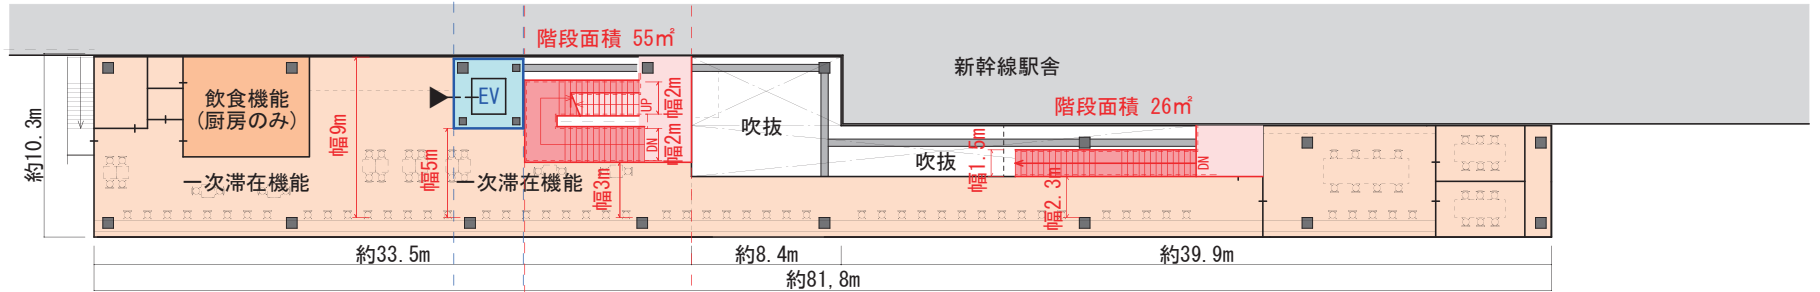 階段面積 55㎡
新幹線駅舎
階段面積 26㎡
飲食機能
(厨房のみ)
EV
UP
幅2m
DN
幅2m
吹抜
吹抜
幅1.5m
DN
約10.3m
幅9m
幅5m
幅3m
幅2.3m
一次滞在機能
一次滞在機能
約33.5m
約8.4m
約39.9m
約81,8m